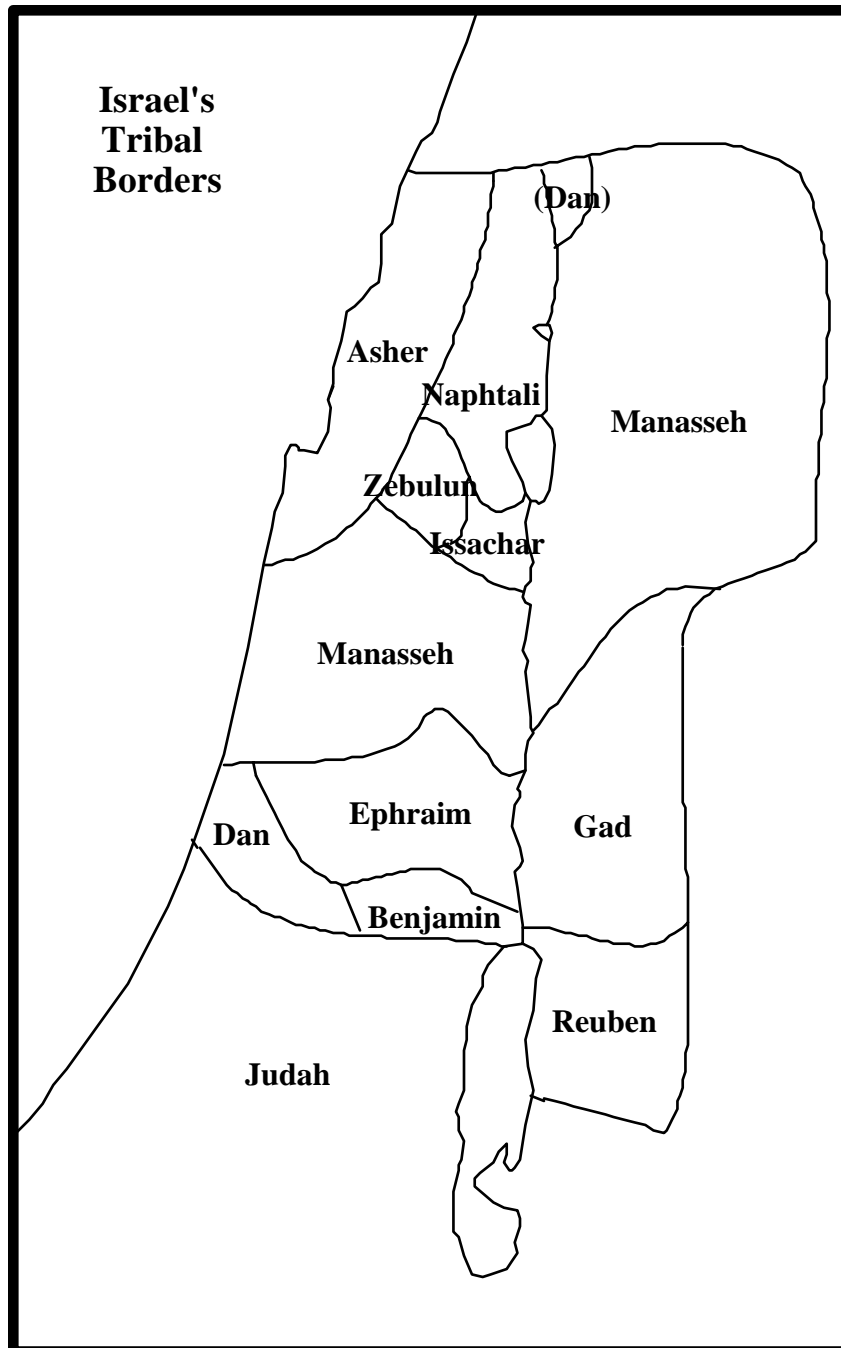 Israel's
Tribal
Borders
(Dan)
Asher
Naphtali
Manasseh
Zebulun
Issachar
Manasseh
Ephraim
Gad
Dan
Benjamin
Reuben
Judah